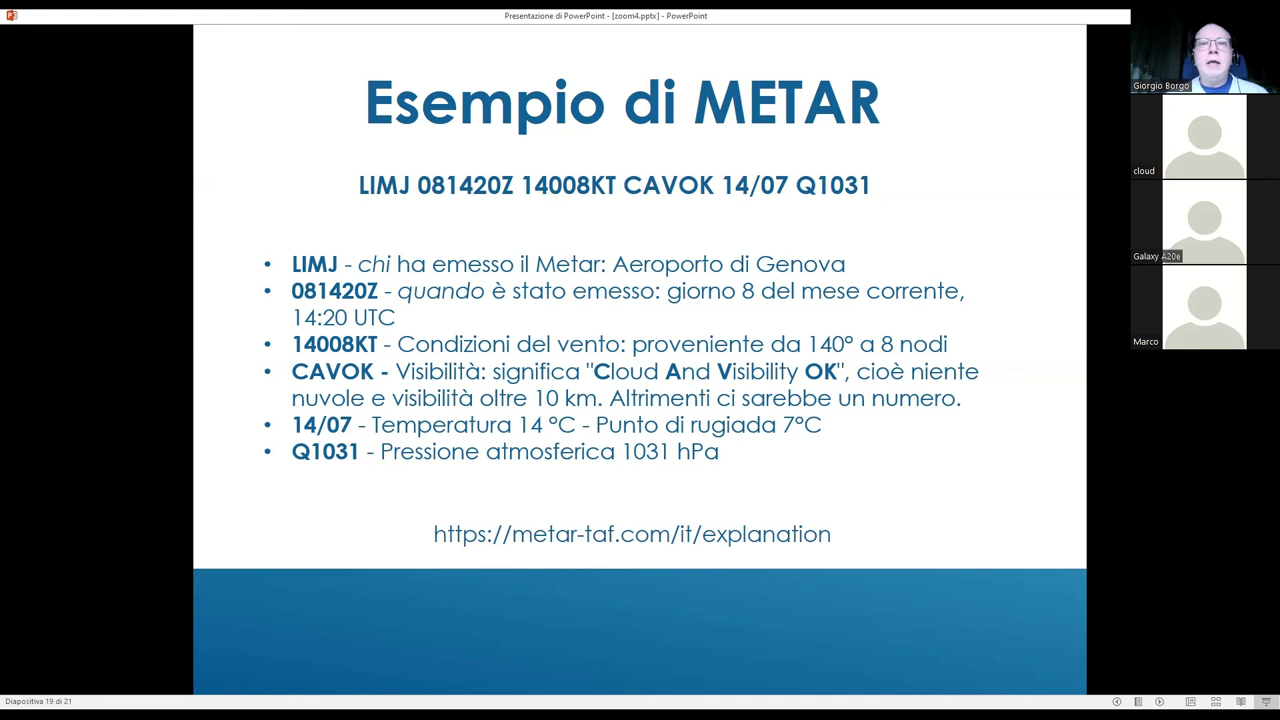 Presentazione di PowerPoint - [zoom4.pptx] - PowerPoint
Esempio di METAR
LIMJ 081420Z 14008KT CAVOK 14/07 Q1031
• LIMJ - chi ha emesso il Metar: Aeroporto di Genova
• 081420Z - quando è stato emesso: giorno 8 del mese corrente,
14:20 UTC
• 14008KT - Condizioni del vento: proveniente da 140° a 8 nodi
• CAVOK - Visibilità: significa "Cloud And Visibility OK", cioè niente
nuvole e visibilità oltre 10 km. Altrimenti ci sarebbe un numero.
• 14/07 - Temperatura 14 °C - Punto di rugiada 7°C
• Q1031 - Pressione atmosferica 1031 hPa
https://metar-taf.com/it/explanation
Giorgio Borgo
cloud
Galaxy A20e
Marco
Diapositiva 19 di 21